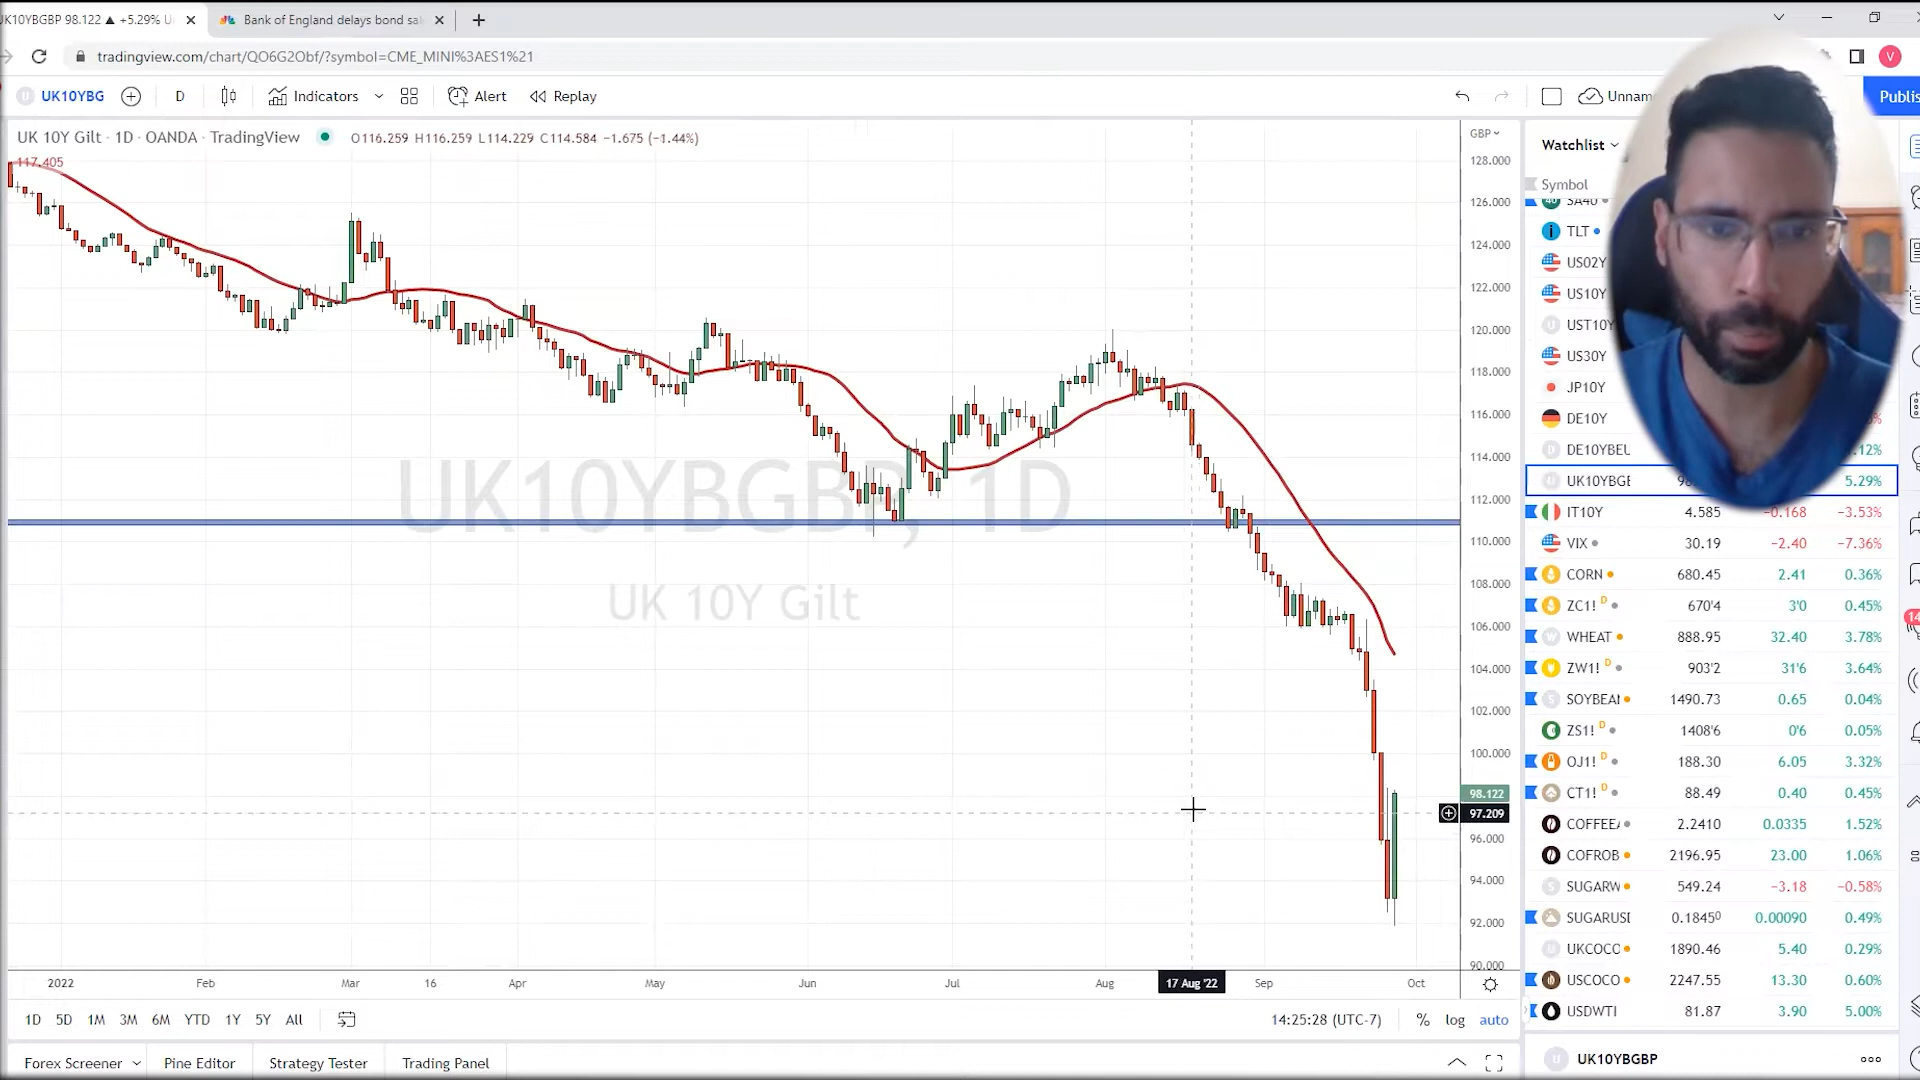 UK10YBGBP 98.122 ▲ +5.29%
Bank of England delays bond sal
tradingview.com/chart/QO6G2Obf/?symbol=CME_MINI%3AES1%21
UK10YBG
D
Indicators
Alert
Replay
Unnam
Publis
UK 10Y Gilt · 1D · OANDA · TradingView
O116.259 H116.259 L114.229 C114.584 −1.675 (−1.44%)
117.405
GBP
128.000
126.000
124.000
122.000
120.000
118.000
116.000
114.000
112.000
110.000
108.000
106.000
104.000
102.000
100.000
98.122
97.209
96.000
94.000
92.000
90.000
UK10YBGBP, 1D
UK 10Y Gilt
2022
Feb
Mar
16
Apr
May
Jun
Jul
Aug
17 Aug '22
Sep
Oct
1D 5D 1M 3M 6M YTD 1Y 5Y All
14:25:28 (UTC-7)
%
log
auto
Forex Screener
Pine Editor
Strategy Tester
Trading Panel
V
Watchlist
Symbol
SA40
TLT
US02Y
US10Y
UST10Y
US30Y
JP10Y
DE10Y
DE10YBEU .12%
UK10YBGE 5.29%
IT10Y 4.585 −0.168 −3.53%
VIX 30.19 −2.40 −7.36%
CORN 680.45 2.41 0.36%
ZC1! D 670'4 3'0 0.45%
WHEAT 888.95 32.40 3.78%
ZW1! D 903'2 31'6 3.64%
SOYBEAN 1490.73 0.65 0.04%
ZS1! D 1408'6 0'6 0.05%
OJ1! D 188.30 6.05 3.32%
CT1! D 88.49 0.40 0.45%
COFFEE 2.2410 0.0335 1.52%
COFROB 2196.95 23.00 1.06%
SUGARW 549.24 −3.18 −0.58%
SUGARUSD 0.1845⁰ 0.00090 0.49%
UKCOCO 1890.46 5.40 0.29%
USCOCO 2247.55 13.30 0.60%
USDWTI 81.87 3.90 5.00%
UK10YBGBP
14